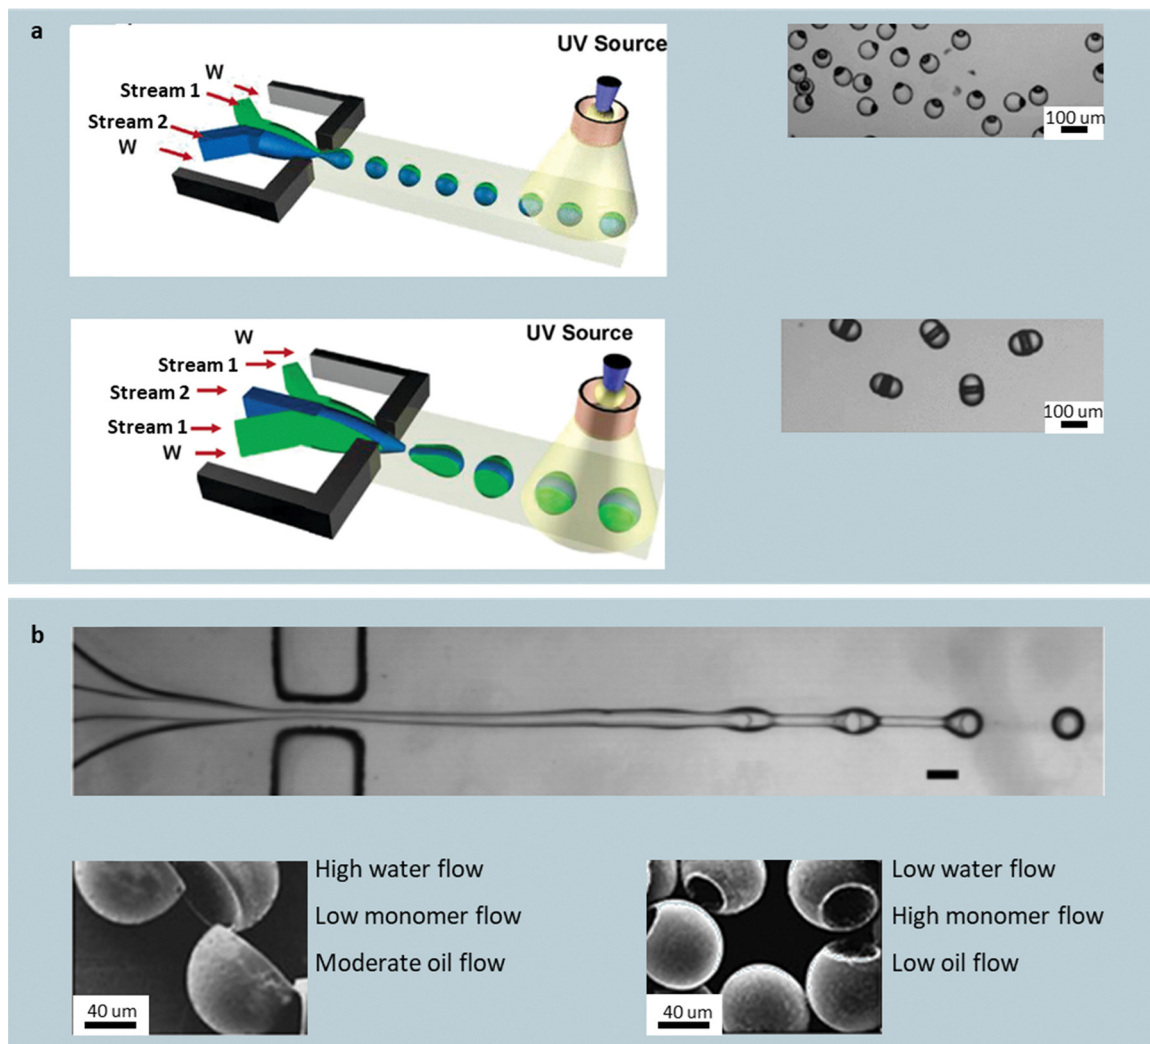 a
UV Source
W
Stream 1
Stream 2
W
100 um
UV Source
W
Stream 1
Stream 2
Stream 1
W
100 um
b
High water flow
Low monomer flow
Moderate oil flow
40 um
Low water flow
High monomer flow
Low oil flow
40 um